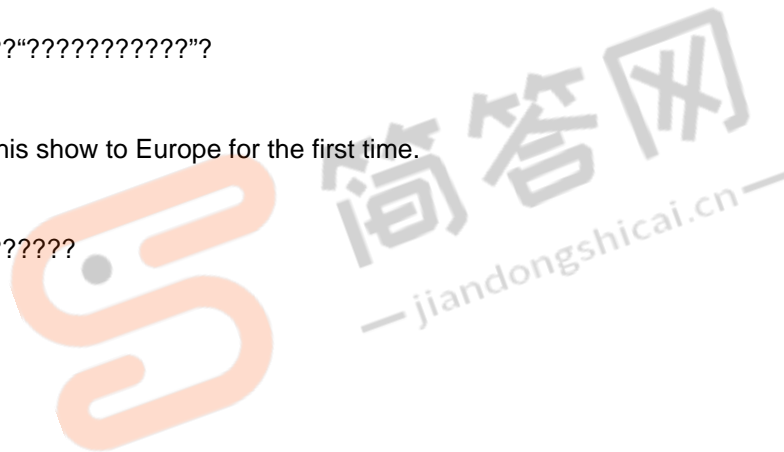 ?“???????????”?
his show to Europe for the first time.
??????
简答网
jiandongshicai.cn